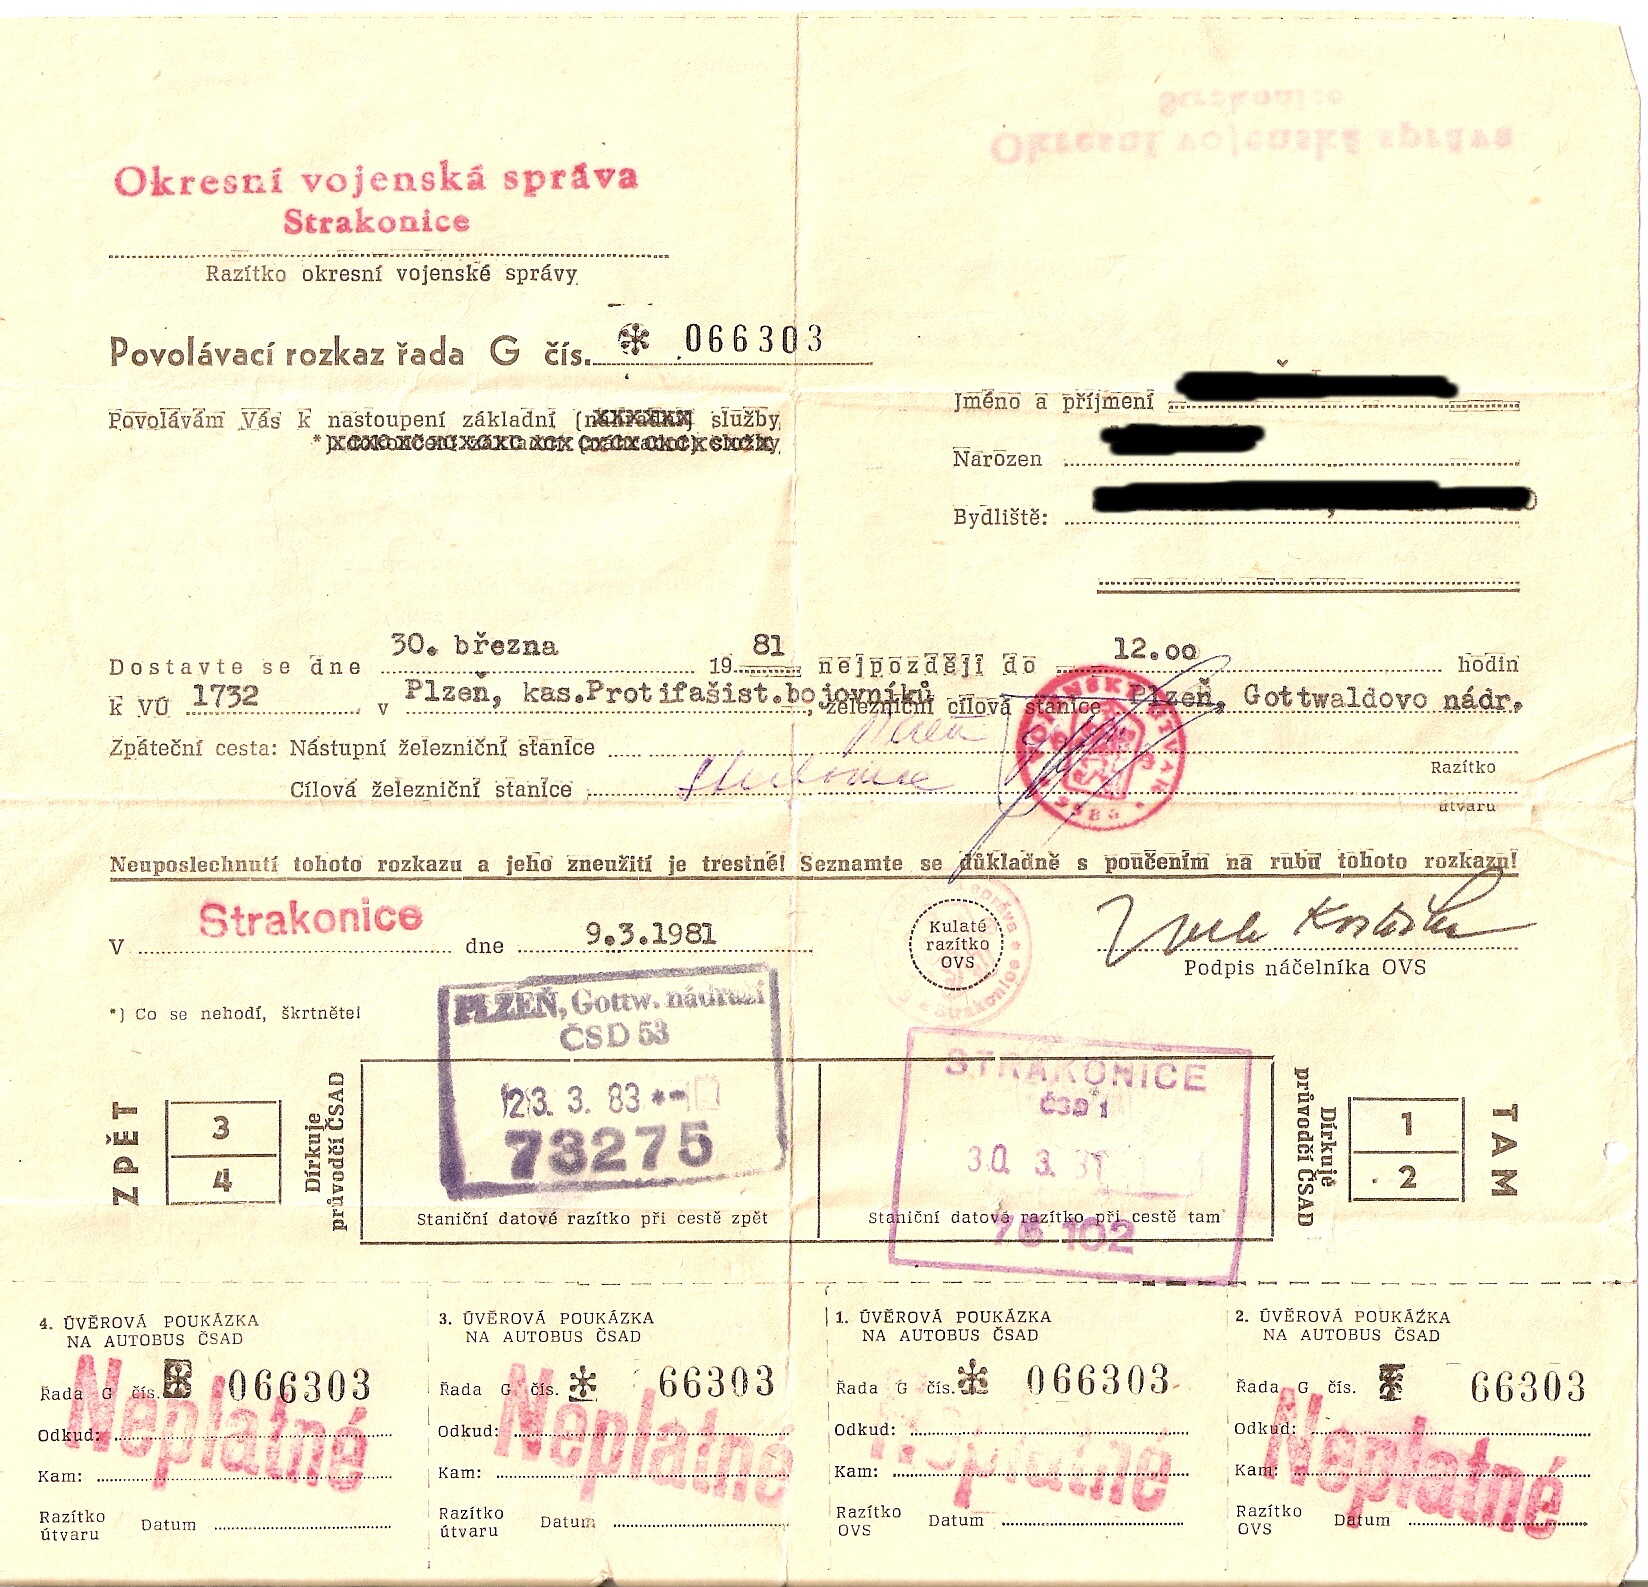 Okresní vojenská správa
Strakonice
Razítko okresní vojenské správy
Povolávací rozkaz řada G čís. * 066303
Povolávám Vás k nastoupení základní ( ) služby
*)
Jméno a příjmení
Narozen
Bydliště:
Dostavte se dne 30. března 19 81 nejpozději do 12.00 hodin
k VÚ 1732 v Plzeň, kas.Protifašist.bojovníků, železniční cílová stanice Plzeň, Gottwaldovo nádr.
Zpáteční cesta: Nástupní železniční stanice Plzeň
Razítko
Cílová železniční stanice Strakonice
útvaru
Neuposlechnutí tohoto rozkazu a jeho zneužití je trestné! Seznamte se důkladně s poučením na rubu tohoto rozkazu!
V Strakonice dne 9.3.1981
Kulaté
razítko
OVS
Podpis náčelníka OVS
*) Co se nehodí, škrtněte!
PLZEŇ, Gottw. nádraží
ČSD 53
23. 3. 83
73275
STRAKONICE
ČSD 1
30. 3. 81
76102
ZPĚT
3
4
Dírkuje
průvodčí ČSAD
Staniční datové razítko při cestě zpět
Staniční datové razítko při cestě tam
Dírkuje
průvodčí ČSAD
1
2
TAM
4. ÚVĚROVÁ POUKÁZKA
NA AUTOBUS ČSAD
Řada G čís. * 066303
Neplatné
Odkud:
Kam:
Razítko
útvaru
Datum
3. ÚVĚROVÁ POUKÁZKA
NA AUTOBUS ČSAD
Řada G čís. * 66303
Neplatné
Odkud:
Kam:
Razítko
útvaru
Datum
1. ÚVĚROVÁ POUKÁZKA
NA AUTOBUS ČSAD
Řada G čís. * 066303
Neplatné
Odkud:
Kam:
Razítko
OVS
Datum
2. ÚVĚROVÁ POUKÁZKA
NA AUTOBUS ČSAD
Řada G čís. 66303
Neplatné
Odkud:
Kam:
Razítko
OVS
Datum